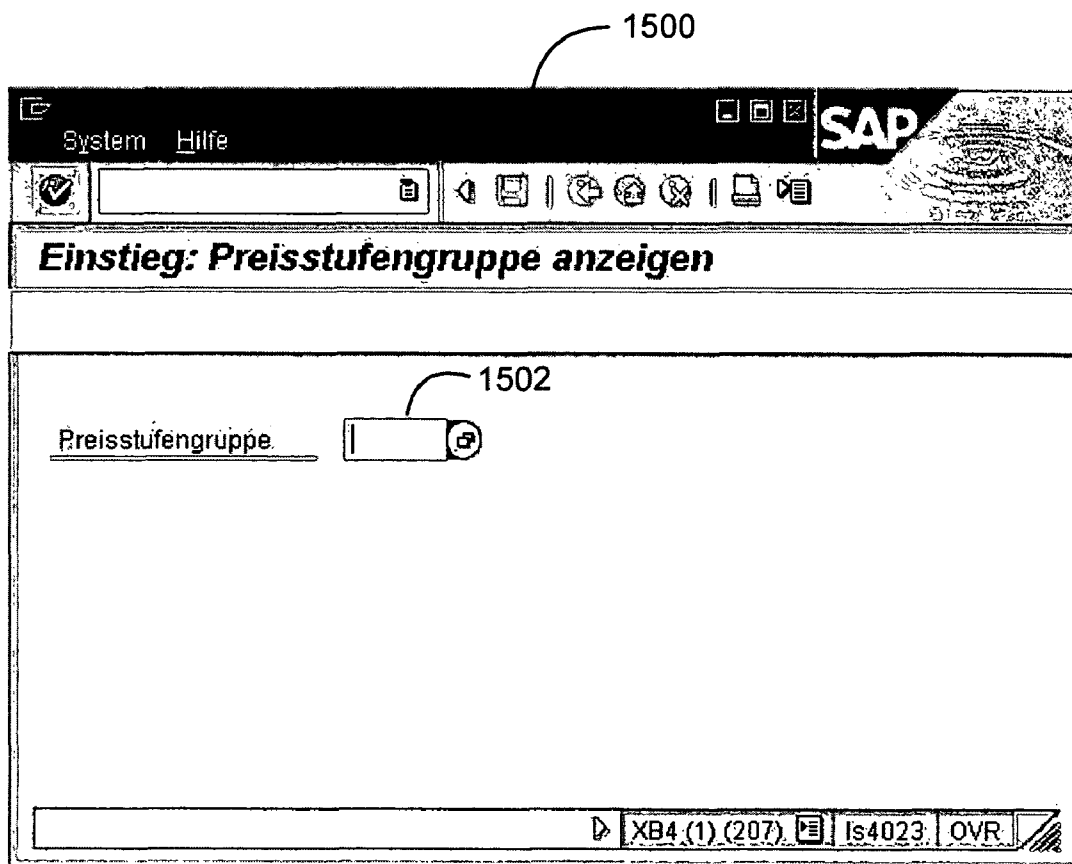 1500
SAP
System Hilfe
Einstieg: Preisstufengruppe anzeigen
1502
Preisstufengruppe
XB4 (1) (207) ls4023 OVR